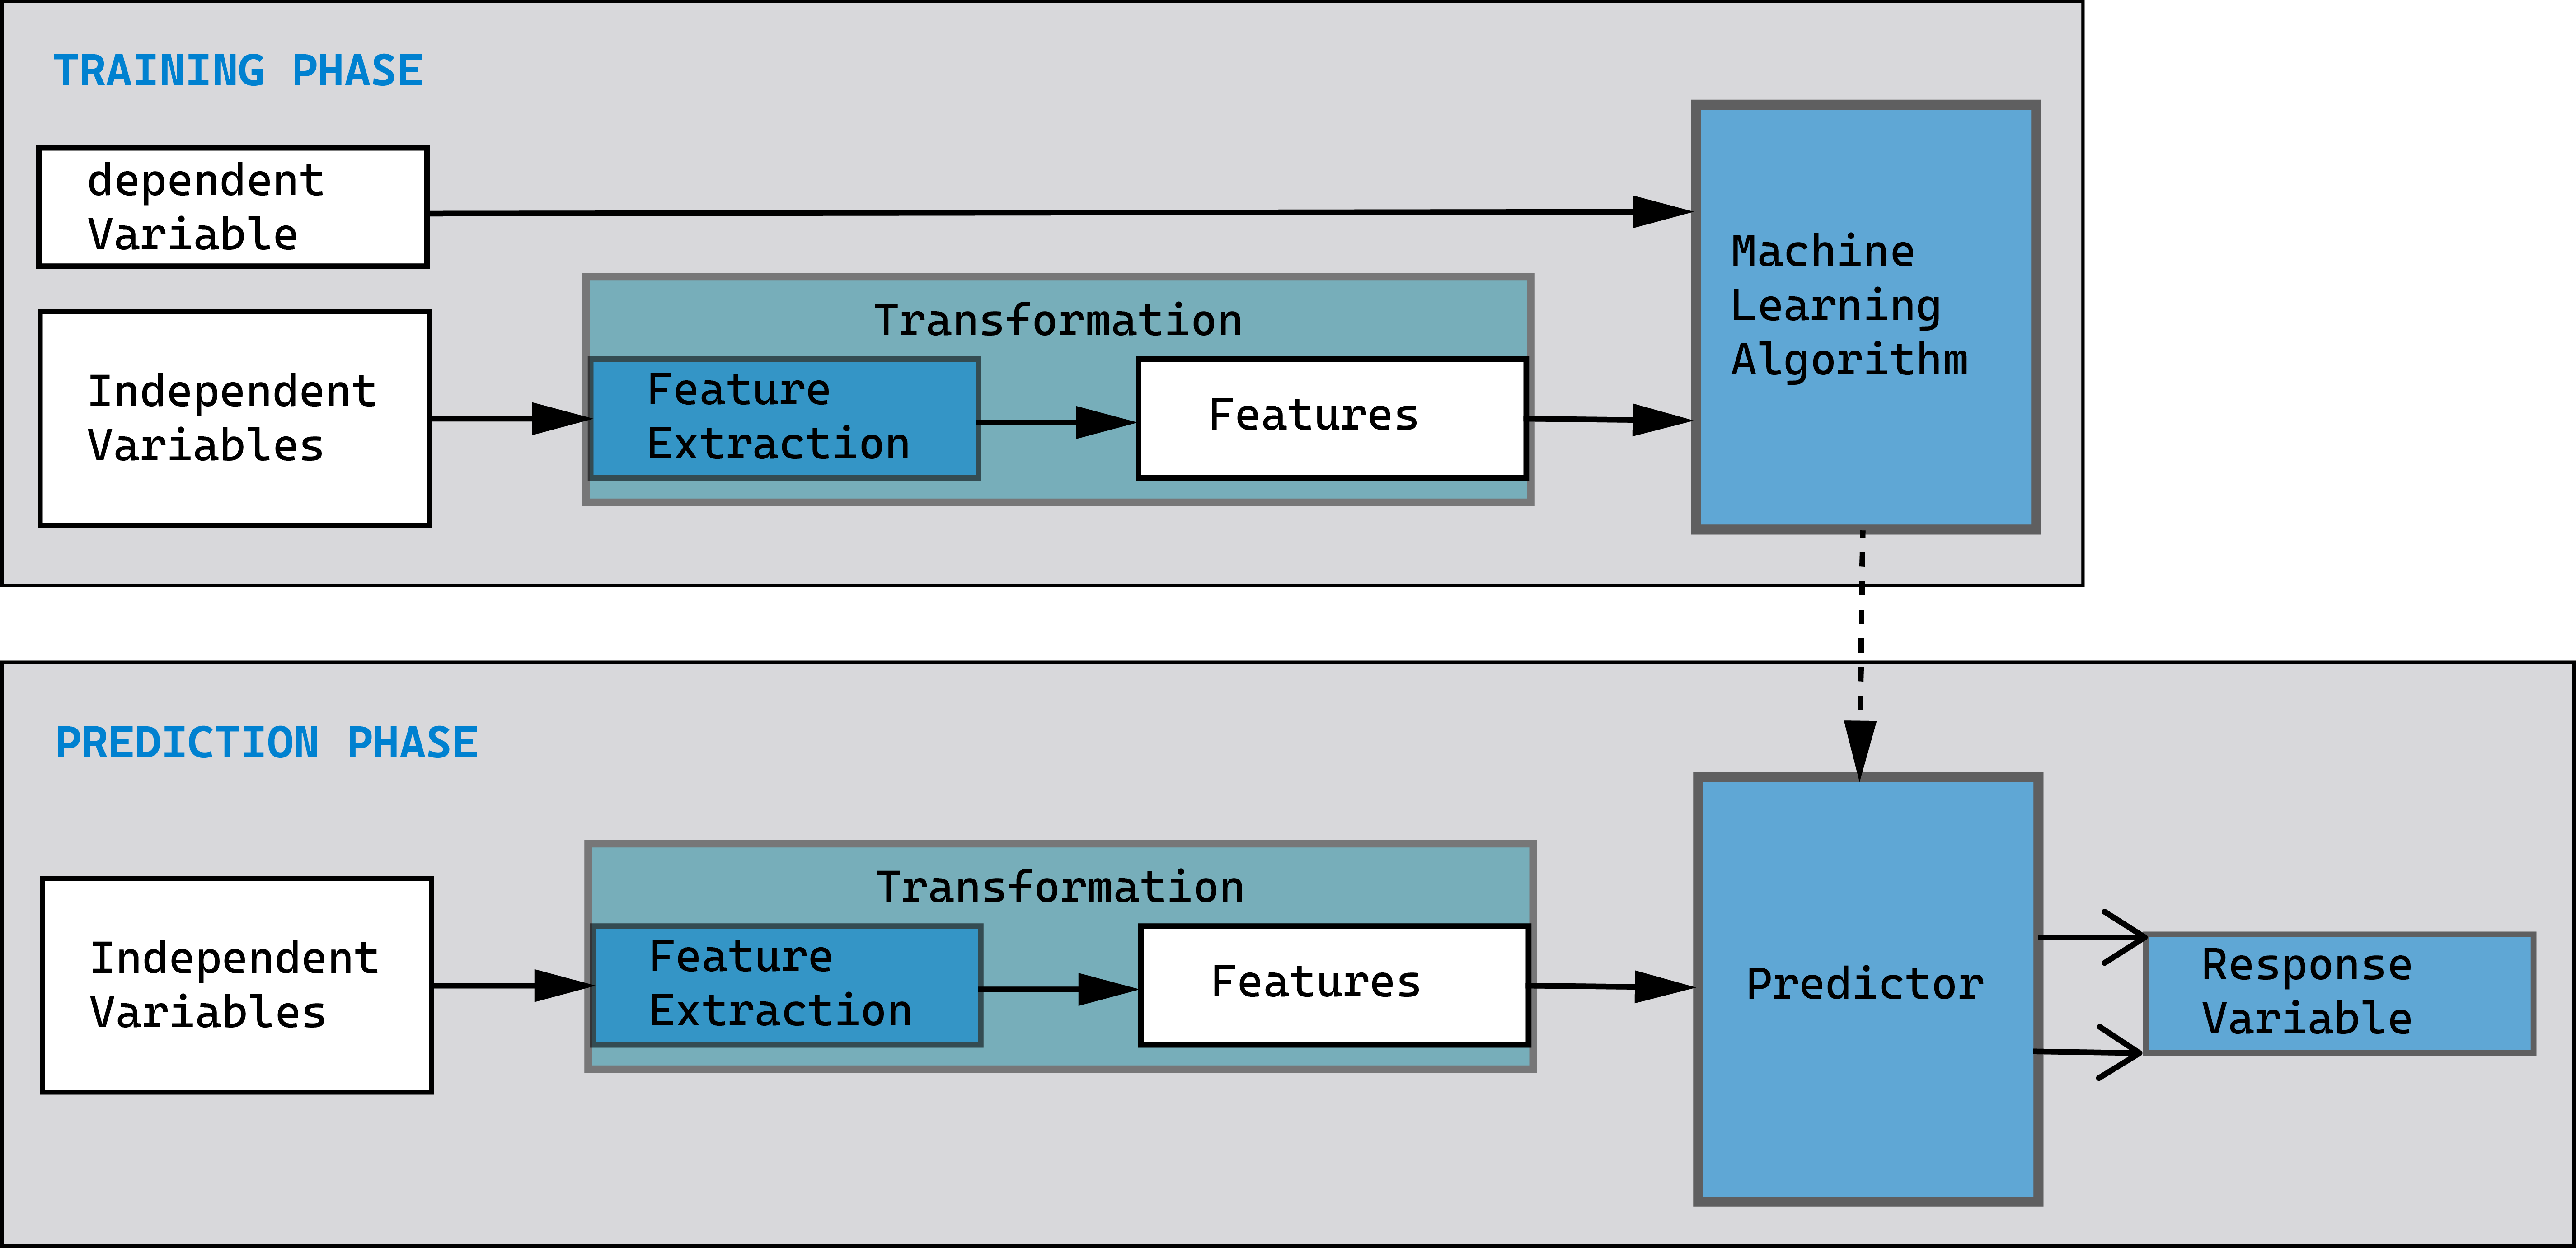 TRAINING PHASE
dependent
Variable
Independent
Variables
Transformation
Feature
Extraction
Features
Machine
Learning
Algorithm
PREDICTION PHASE
Independent
Variables
Transformation
Feature
Extraction
Features
Predictor
Response
Variable